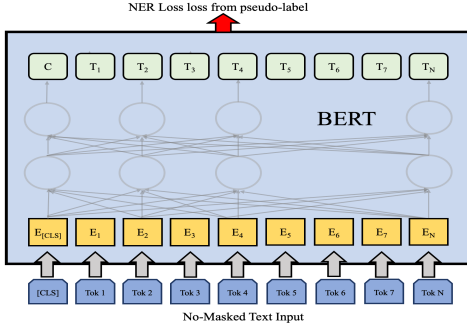 NER Loss loss from pseudo-label
C T1 T2 T3 T4 T5 T6 T7 TN
BERT
E[CLS] E1 E2 E3 E4 E5 E6 E7 EN
[CLS] Tok 1 Tok 2 Tok 3 Tok 4 Tok 5 Tok 6 Tok 7 Tok N
No-Masked Text Input